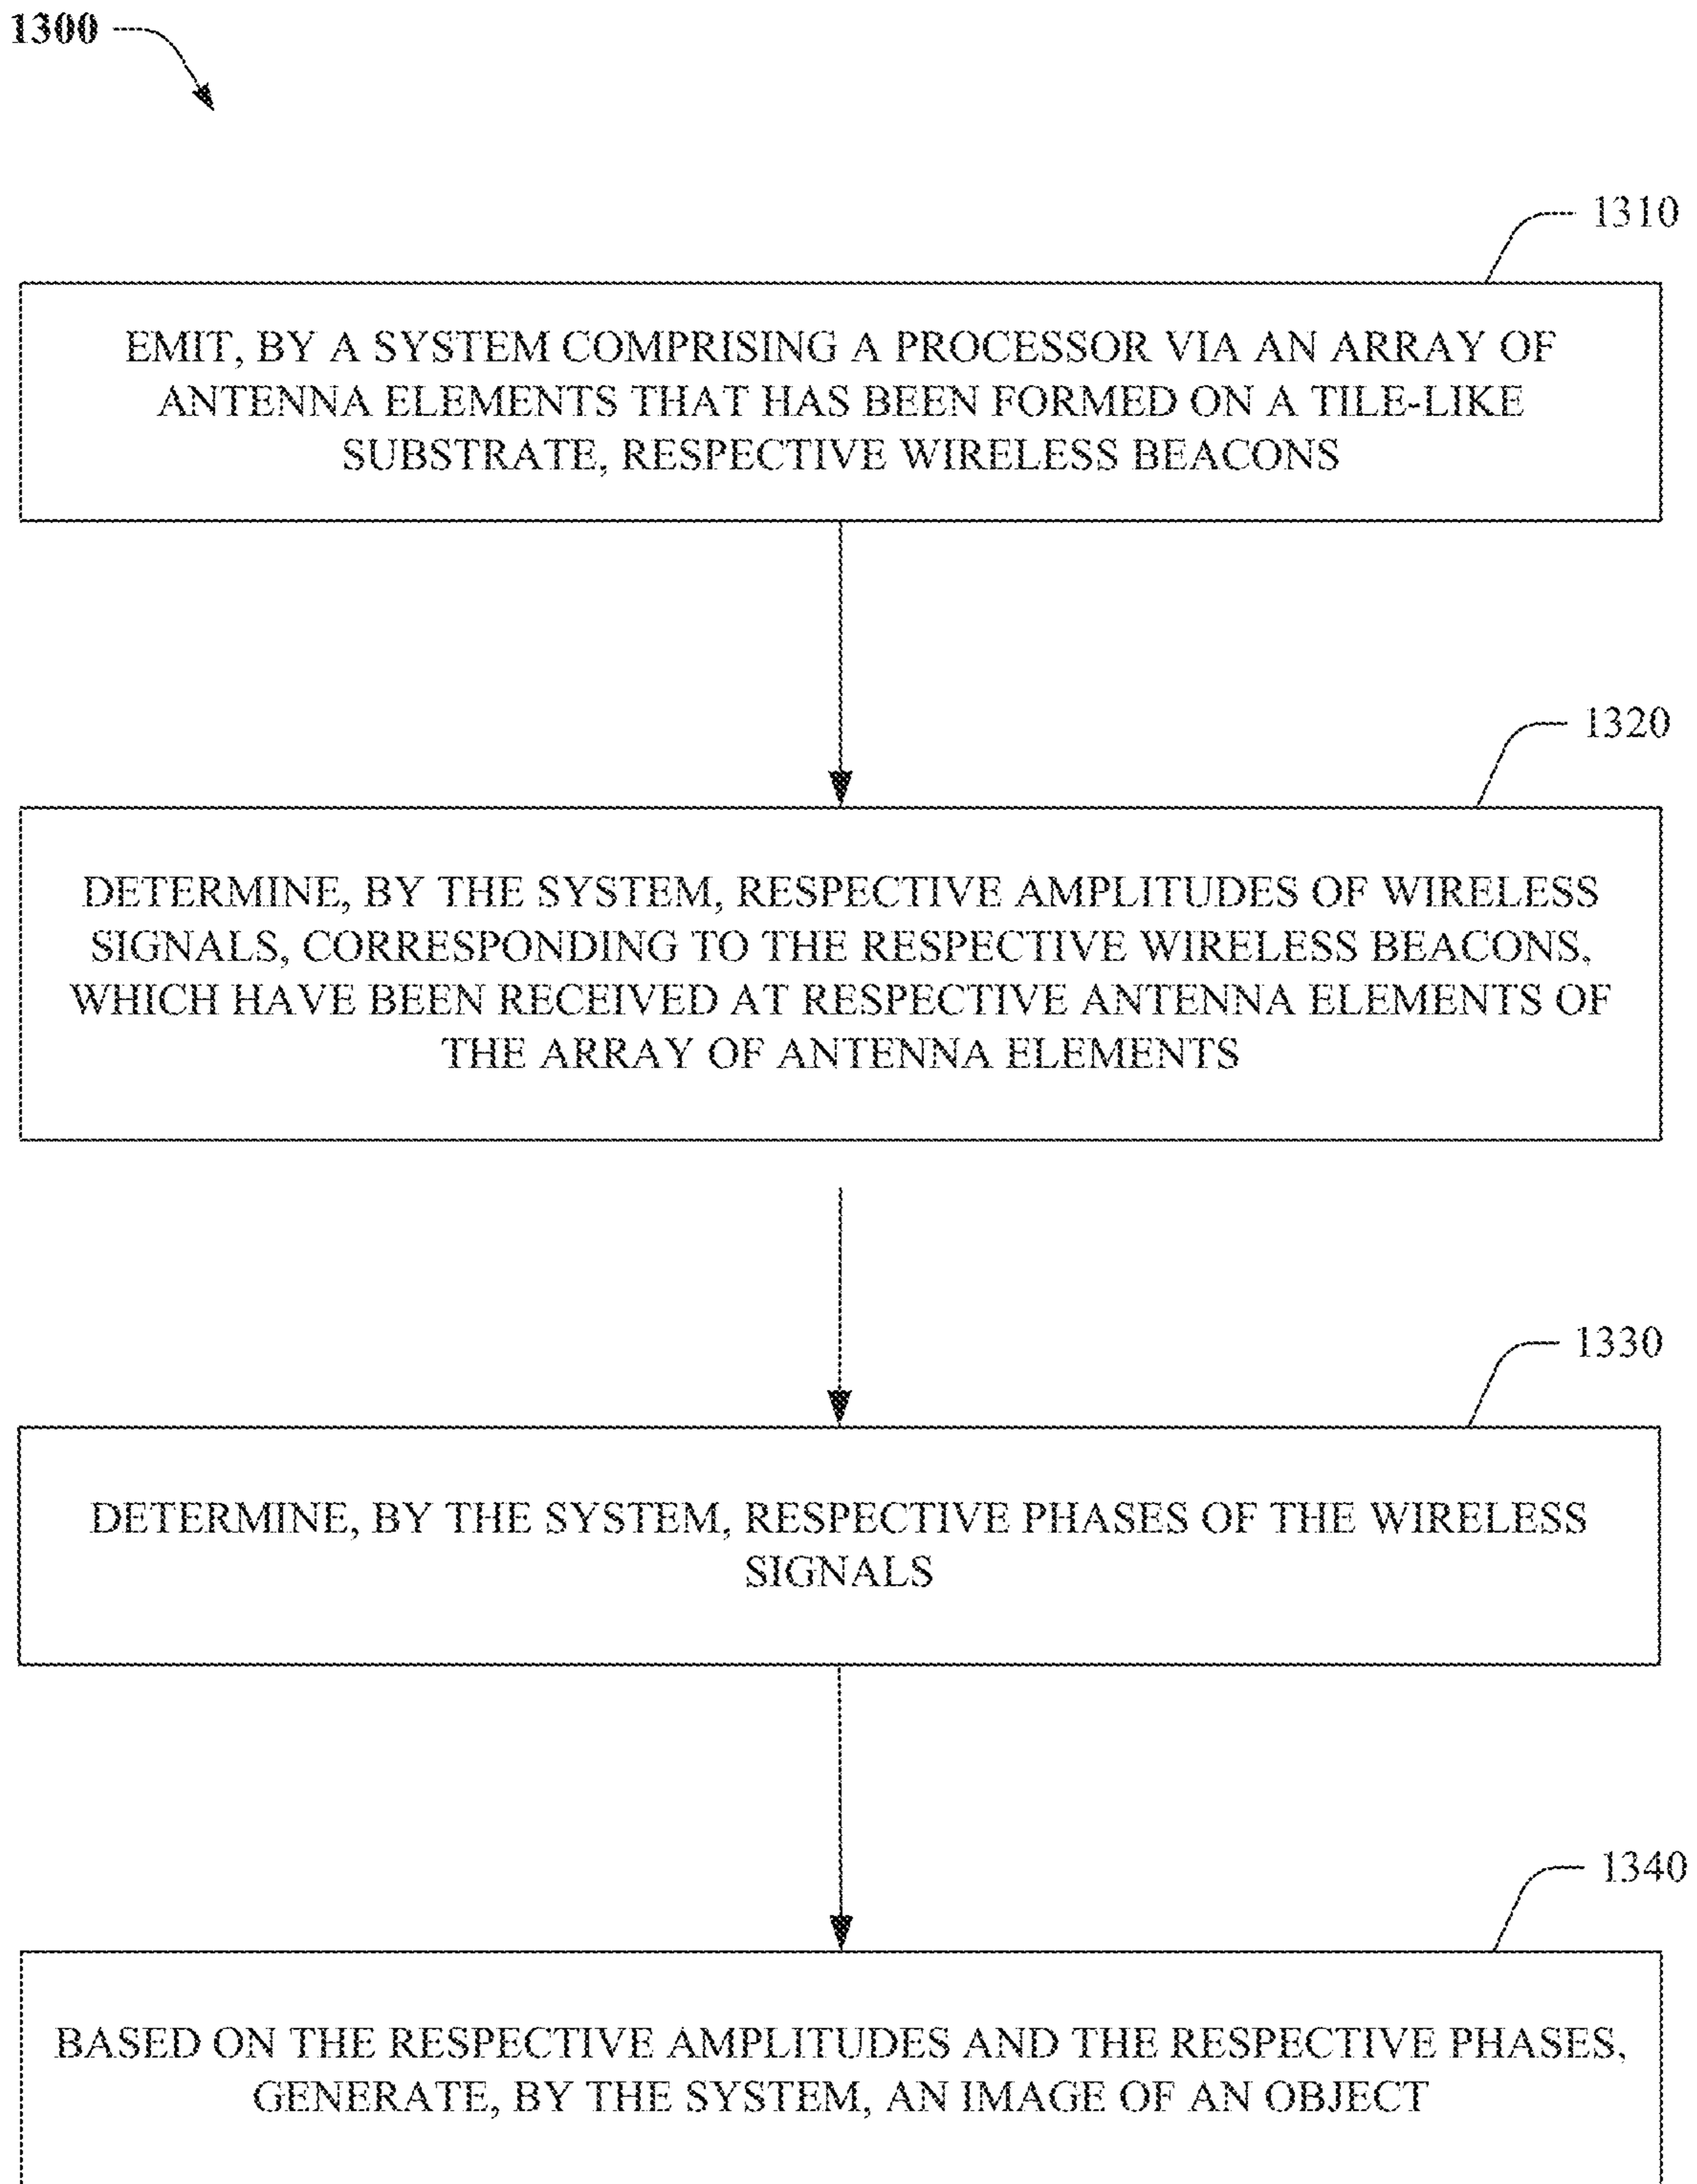 1300
1310
EMIT, BY A SYSTEM COMPRISING A PROCESSOR VIA AN ARRAY OF
ANTENNA ELEMENTS THAT HAS BEEN FORMED ON A TILE-LIKE
SUBSTRATE, RESPECTIVE WIRELESS BEACONS
1320
DETERMINE, BY THE SYSTEM, RESPECTIVE AMPLITUDES OF WIRELESS
SIGNALS, CORRESPONDING TO THE RESPECTIVE WIRELESS BEACONS,
WHICH HAVE BEEN RECEIVED AT RESPECTIVE ANTENNA ELEMENTS OF
THE ARRAY OF ANTENNA ELEMENTS
1330
DETERMINE, BY THE SYSTEM, RESPECTIVE PHASES OF THE WIRELESS
SIGNALS
1340
BASED ON THE RESPECTIVE AMPLITUDES AND THE RESPECTIVE PHASES,
GENERATE, BY THE SYSTEM, AN IMAGE OF AN OBJECT